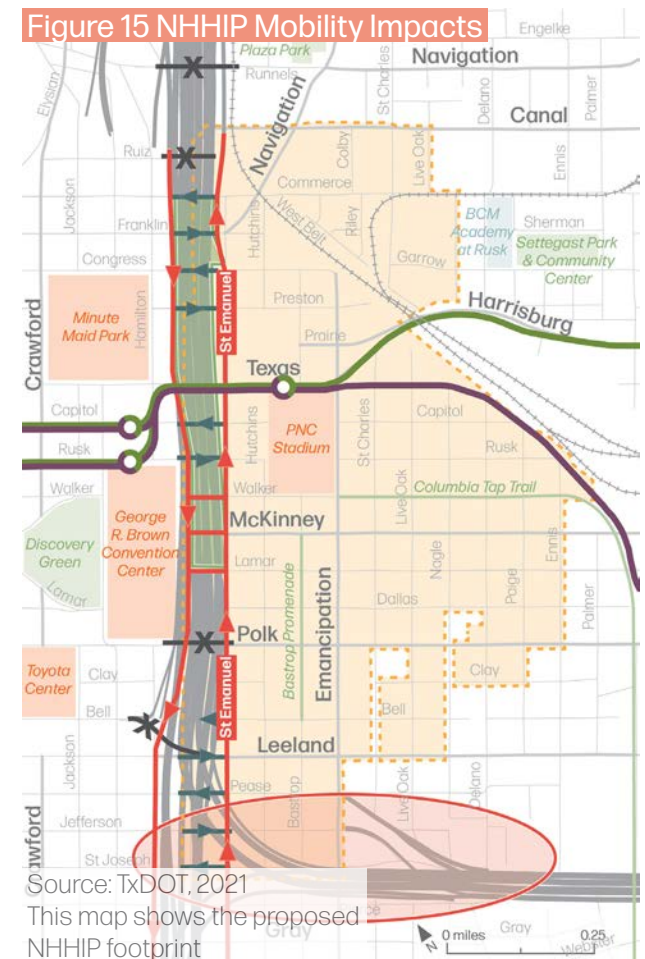 Figure 15 NHHIP Mobility Impacts
Engelke
Plaza Park
Navigation
Runnels
Elysian
St Charles
Delano
Palmer
Canal
Navigation
Ruiz
Colby
Live Oak
Ennis
Commerce
Jackson
Hutchins
West Belt
Riley
BCM
Academy
at Rusk
Sherman
Settegast Park
& Community
Center
Franklin
Congress
Garrow
Crawford
Minute
Maid Park
Hamilton
St Emanuel
Preston
Harrisburg
Prairie
Texas
Capitol
Hutchins
PNC
Stadium
St Charles
Capitol
Rusk
Rusk
Walker
Walker
Live Oak
Columbia Tap Trail
George
R. Brown
Convention
Center
McKinney
Discovery
Green
Lamar
Lamar
Bastrop Promenade
Emancipation
Nagle
Ennis
Dallas
Paige
Palmer
Polk
Toyota
Center
Clay
St Emanuel
Clay
Bell
Bell
Leeland
Jackson
Pease
Bastrop
Live Oak
Delano
Jefferson
Crawford
St Joseph
Source: TxDOT, 2021
This map shows the proposed
NHHIP footprint
Gray
Gray
N
0 miles
0.25
Webster